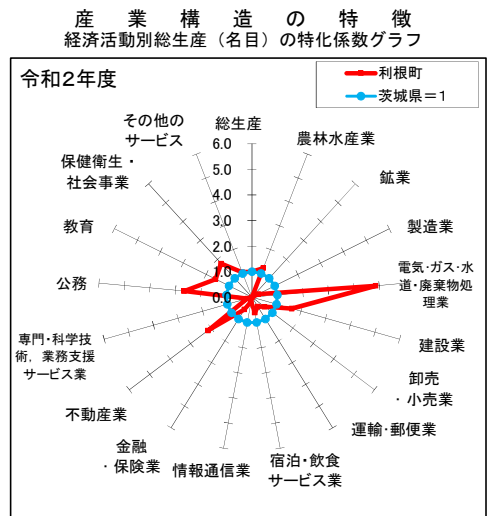 産業構造の特徴
経済活動別総生産（名目）の特化係数グラフ
令和2年度
利根町
茨城県＝1
総生産
農林水産業
鉱業
製造業
電気・ガス・水
道・廃棄物処
理業
建設業
卸売
・小売業
運輸・郵便業
宿泊・飲食
サービス業
情報通信業
金融
・保険業
不動産業
専門・科学技
術，業務支援
サービス業
公務
教育
保健衛生・
社会事業
その他の
サービス
6.0
5.0
4.0
3.0
2.0
1.0
0.0